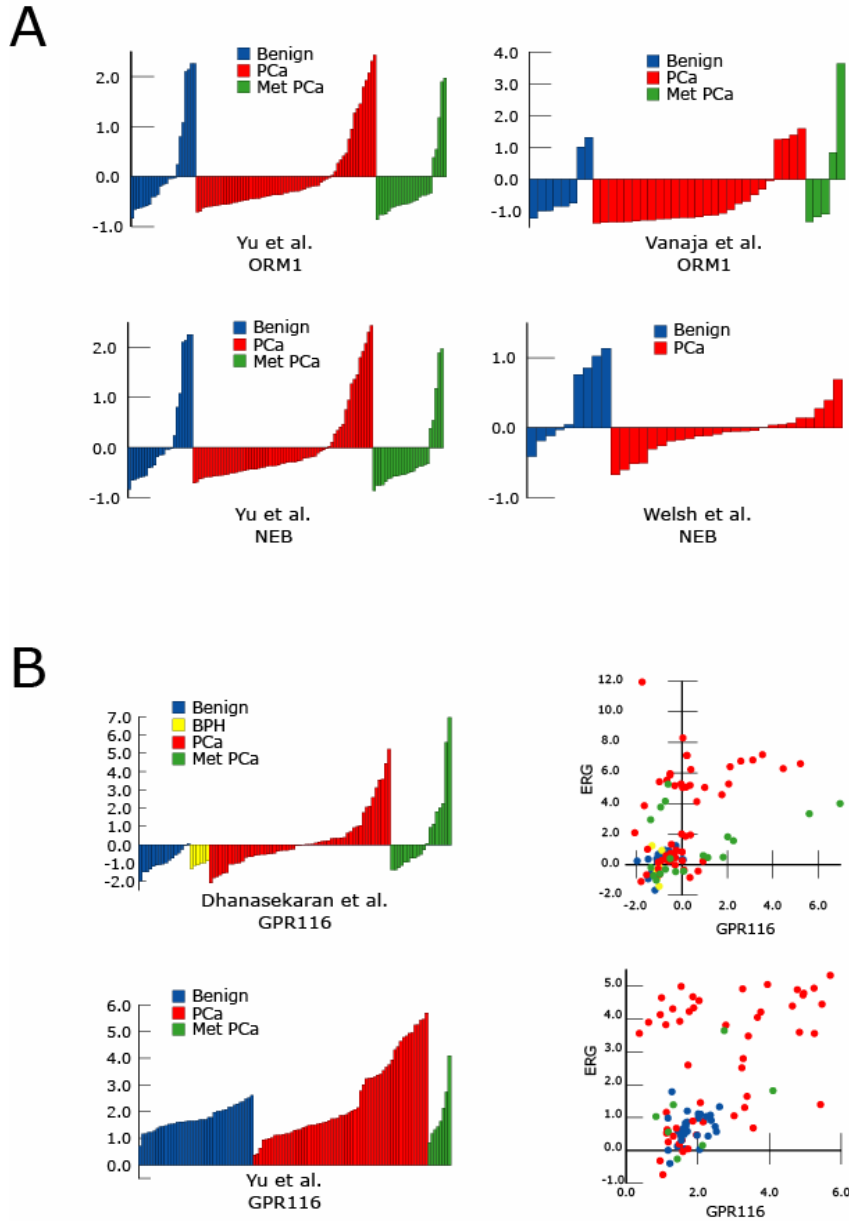 A
2.0
1.0
0.0
-1.0
Benign
PCa
Met PCa
Yu et al.
ORM1
4.0
3.0
2.0
1.0
0.0
-1.0
Benign
PCa
Met PCa
Vanaja et al.
ORM1
2.0
1.0
0.0
-1.0
Benign
PCa
Met PCa
Yu et al.
NEB
1.0
0.0
-1.0
Benign
PCa
Welsh et al.
NEB
B
7.0
6.0
5.0
4.0
3.0
2.0
1.0
0.0
-1.0
-2.0
Benign
BPH
PCa
Met PCa
Dhanasekaran et al.
GPR116
12.0
10.0
8.0
6.0
4.0
2.0
0.0
-2.0
ERG
-2.0 0.0 2.0 4.0 6.0
GPR116
6.0
5.0
4.0
3.0
2.0
1.0
0.0
Benign
PCa
Met PCa
Yu et al.
GPR116
5.0
4.0
3.0
2.0
1.0
0.0
-1.0
ERG
0.0 2.0 4.0 6.0
GPR116